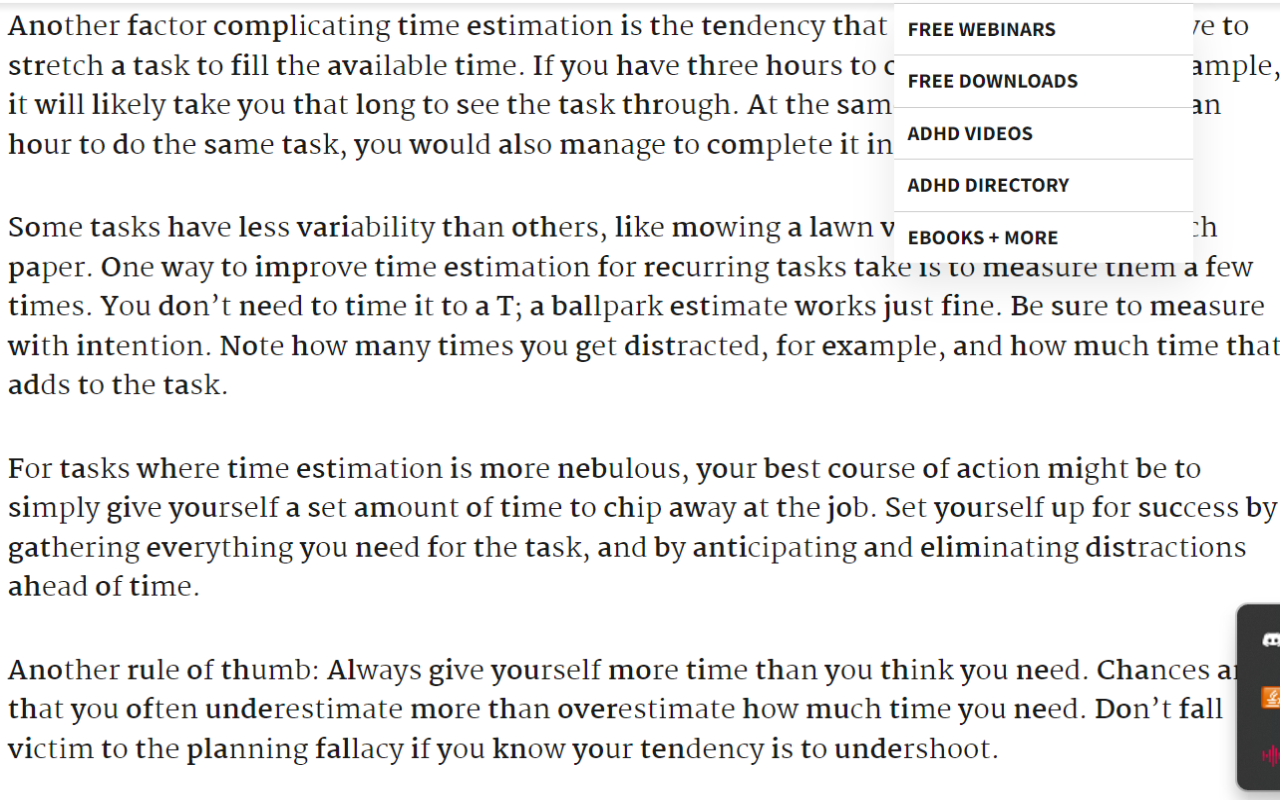 Another factor complicating time estimation is the tendency that
to
stretch a task to fill the available time. If you have three hours to
it will likely take you that long to see the task through. At the
hour to do the same task, you would also manage to complete it in
FREE WEBINARS
FREE DOWNLOADS
ADHD VIDEOS
ADHD DIRECTORY
EBOOKS + MORE
Some tasks have less variability than others, like mowing a lawn
paper. One way to improve time estimation for recurring tasks take is to measure them a few
times. You don’t need to time it to a T; a ballpark estimate works just fine. Be sure to measure
with intention. Note how many times you get distracted, for example, and how much time that
adds to the task.
For tasks where time estimation is more nebulous, your best course of action might be to
simply give yourself a set amount of time to chip away at the job. Set yourself up for success by
gathering everything you need for the task, and by anticipating and eliminating distractions
ahead of time.
Another rule of thumb: Always give yourself more time than you think you need. Chances
that you often underestimate more than overestimate how much time you need. Don’t fall
victim to the planning fallacy if you know your tendency is to undershoot.